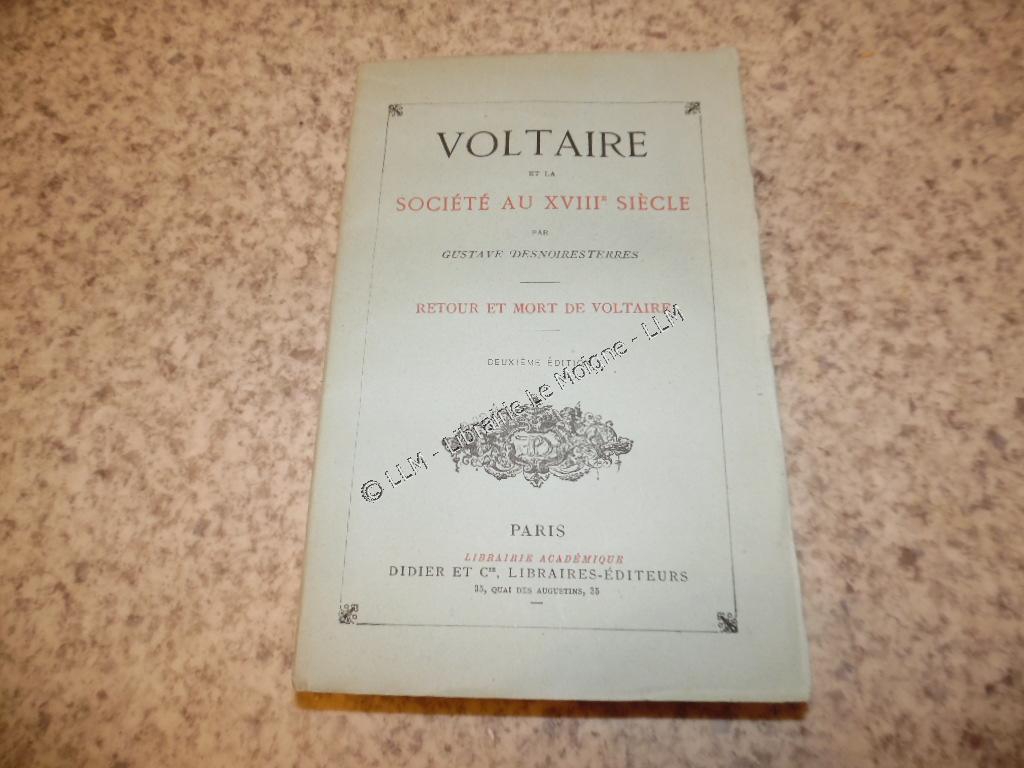 VOLTAIRE
ET LA
SOCIÉTÉ AU XVIIIE SIÈCLE
PAR
GUSTAVE DESNOIRESTERRES
RETOUR ET MORT DE VOLTAIRE
DEUXIÈME ÉDITION
© LLM - Librairie Le Moigne - LLM
PARIS
LIBRAIRIE ACADÉMIQUE
DIDIER ET CIE, LIBRAIRES-ÉDITEURS
35, QUAI DES AUGUSTINS, 35